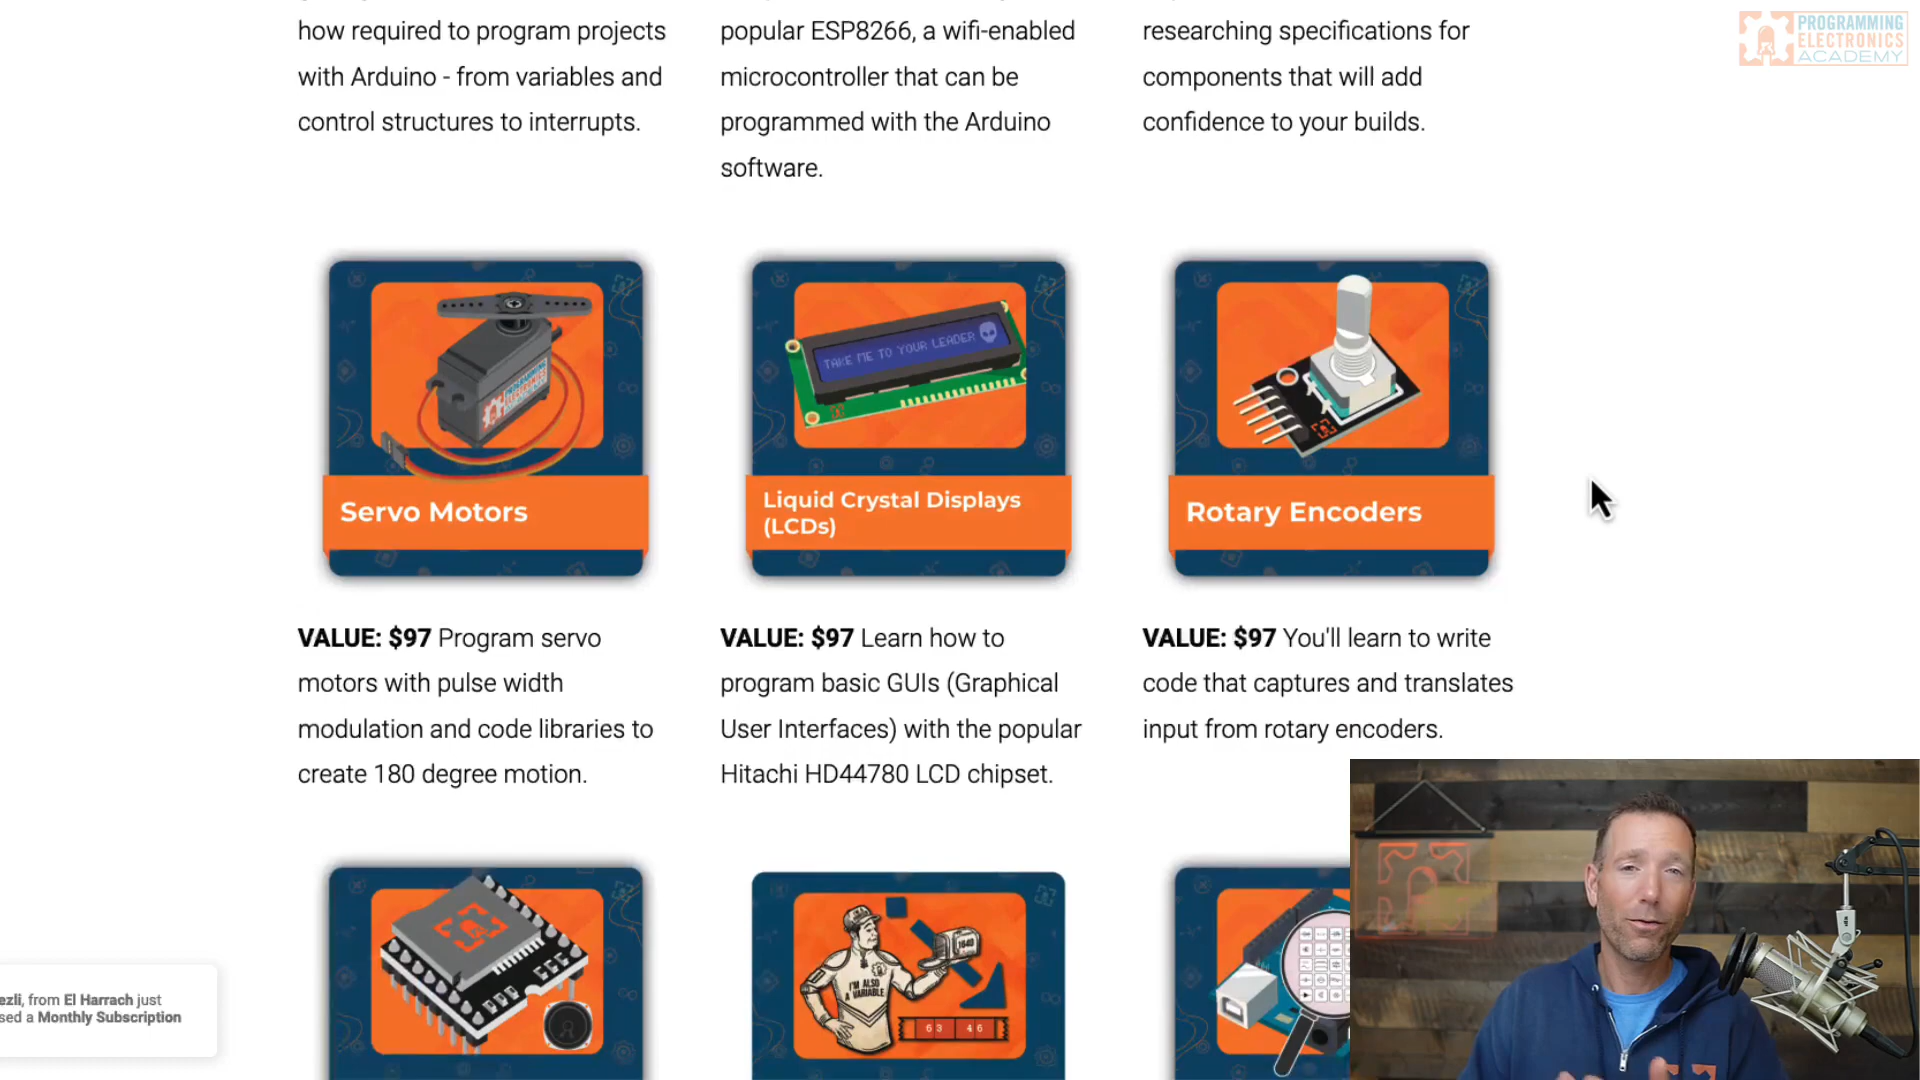 how required to program projects
with Arduino - from variables and
control structures to interrupts.
popular ESP8266, a wifi-enabled
microcontroller that can be
programmed with the Arduino
software.
researching specifications for
components that will add
confidence to your builds.
PROGRAMMING
ELECTRONICS
ACADEMY
TAKE ME TO YOUR LEADER
Servo Motors
Liquid Crystal Displays
(LCDs)
Rotary Encoders
VALUE: $97 Program servo
motors with pulse width
modulation and code libraries to
create 180 degree motion.
VALUE: $97 Learn how to
program basic GUIs (Graphical
User Interfaces) with the popular
Hitachi HD44780 LCD chipset.
VALUE: $97 You'll learn to write
code that captures and translates
input from rotary encoders.
I'M ALSO
A VARIABLE
1640
63 46
ezli, from El Harrach just
sed a Monthly Subscription